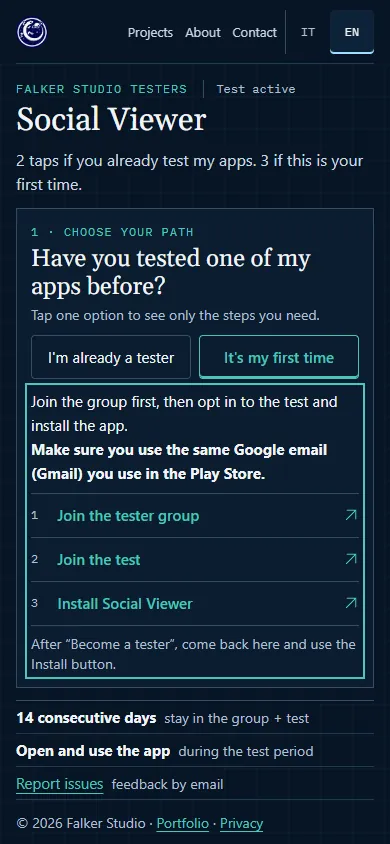 Projects About Contact IT EN
FALKER STUDIO TESTERS Test active
Social Viewer
2 taps if you already test my apps. 3 if this is your
first time.
1 · CHOOSE YOUR PATH
Have you tested one of my
apps before?
Tap one option to see only the steps you need.
I'm already a tester It's my first time
Join the group first, then opt in to the test and
install the app.
Make sure you use the same Google email
(Gmail) you use in the Play Store.
1 Join the tester group
2 Join the test
3 Install Social Viewer
After “Become a tester”, come back here and use the
Install button.
14 consecutive days stay in the group + test
Open and use the app during the test period
Report issues feedback by email
© 2026 Falker Studio · Portfolio · Privacy